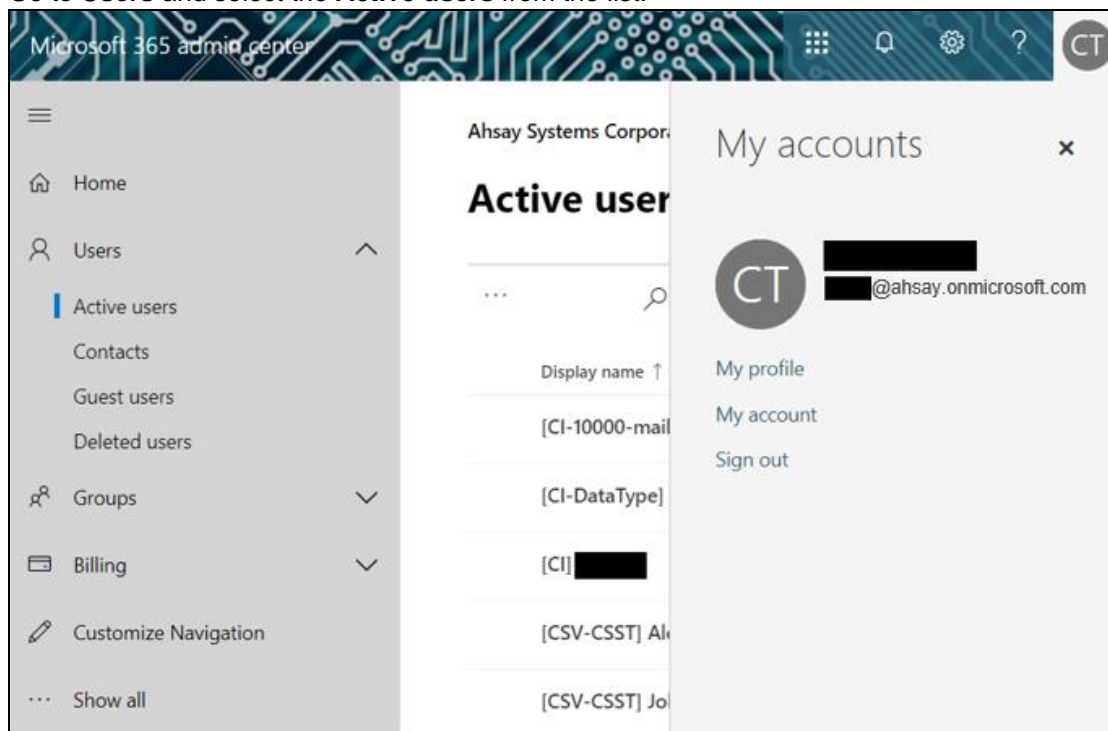 Go to Users and select the Active users from the list.
Microsoft 365 admin center
?
CT
Home
Users
Active users
Contacts
Guest users
Deleted users
Groups
Billing
Customize Navigation
Show all
Ahsay Systems Corpora
Active user
Display name ↑
[CI-10000-mail
[CI-DataType]
[CI]
[CSV-CSST] Ale
[CSV-CSST] Jo
My accounts
CT
@ahsay.onmicrosoft.com
My profile
My account
Sign out